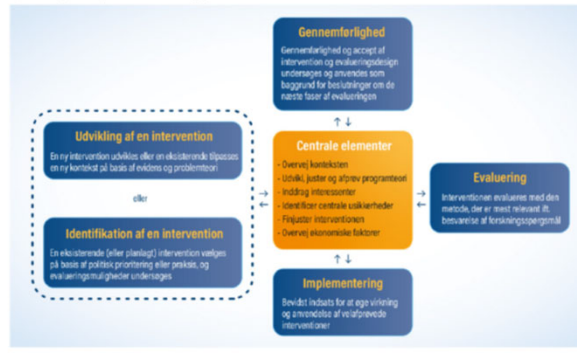 Gennemførlighed
Gennemførlighed og accept af
intervention og evalueringsdesign
undersøges og anvendes som
baggrund for beslutninger om de
næste faser af evalueringen
Udvikling af en intervention
En ny intervention udvikles eller en eksisterende tilpasses
en ny kontekst på basis af evidens og problemteori
eller
Identifikation af en intervention
En eksisterende (eller planlagt) intervention vælges
på basis af politisk prioritering eller praksis, og
evalueringsmuligheder undersøges
Centrale elementer
- Overvej konteksten
- Udvikl, juster og afprøv programteori
- Inddrag interessenter
- Identificer centrale usikkerheder
- Finjuster interventionen
- Overvej økonomiske faktorer
Evaluering
Interventionen evalueres med den
metode, der er mest relevant ift.
besvarelse af forskningsspørgsmål
Implementering
Bevidst indsats for at øge virkning
og anvendelse af velafprøvede
interventioner